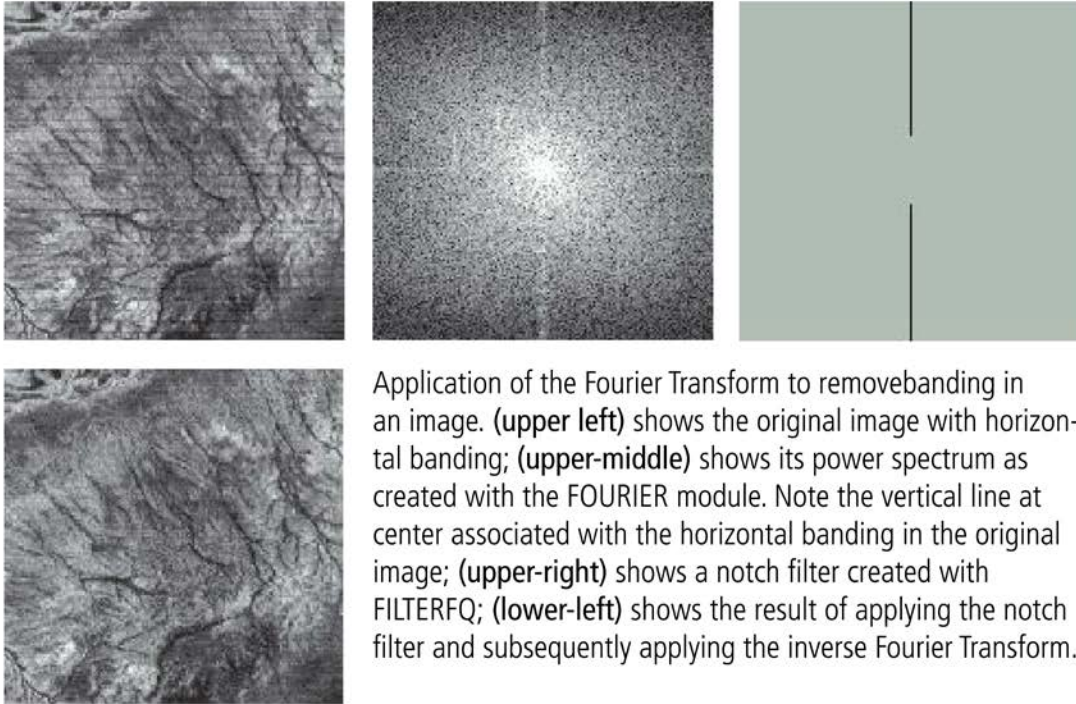 Application of the Fourier Transform to removebanding in
an image. (upper left) shows the original image with horizon-
tal banding; (upper-middle) shows its power spectrum as
created with the FOURIER module. Note the vertical line at
center associated with the horizontal banding in the original
image; (upper-right) shows a notch filter created with
FILTERFQ; (lower-left) shows the result of applying the notch
filter and subsequently applying the inverse Fourier Transform.